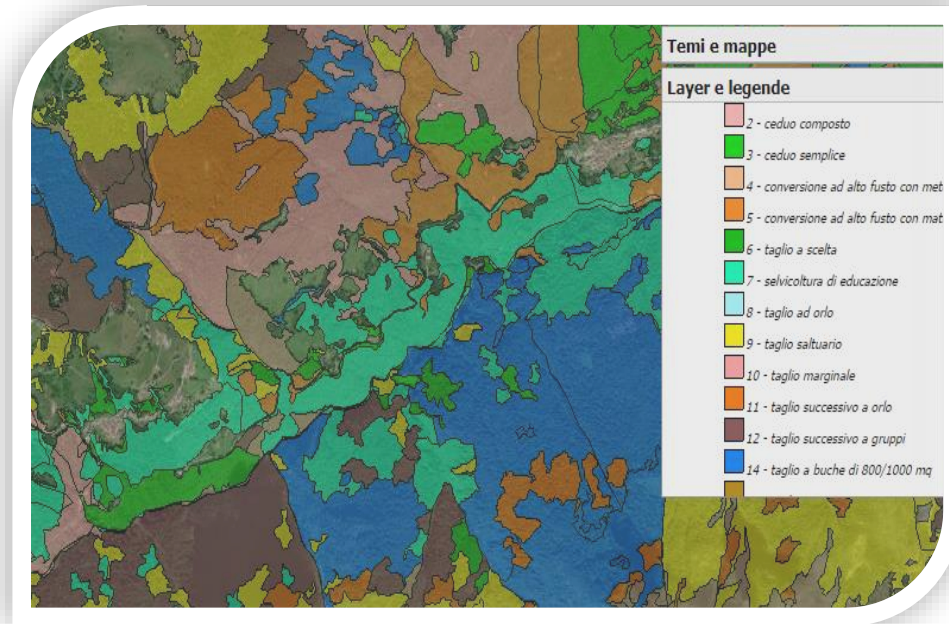 Temi e mappe
Layer e legende
2 - ceduo composto
3 - ceduo semplice
4 - conversione ad alto fusto con met
5 - conversione ad alto fusto con mat
6 - taglio a scelta
7 - selvicoltura di educazione
8 - taglio ad orlo
9 - taglio saltuario
10 - taglio marginale
11 - taglio successivo a orlo
12 - taglio successivo a gruppi
14 - taglio a buche di 800/1000 mq